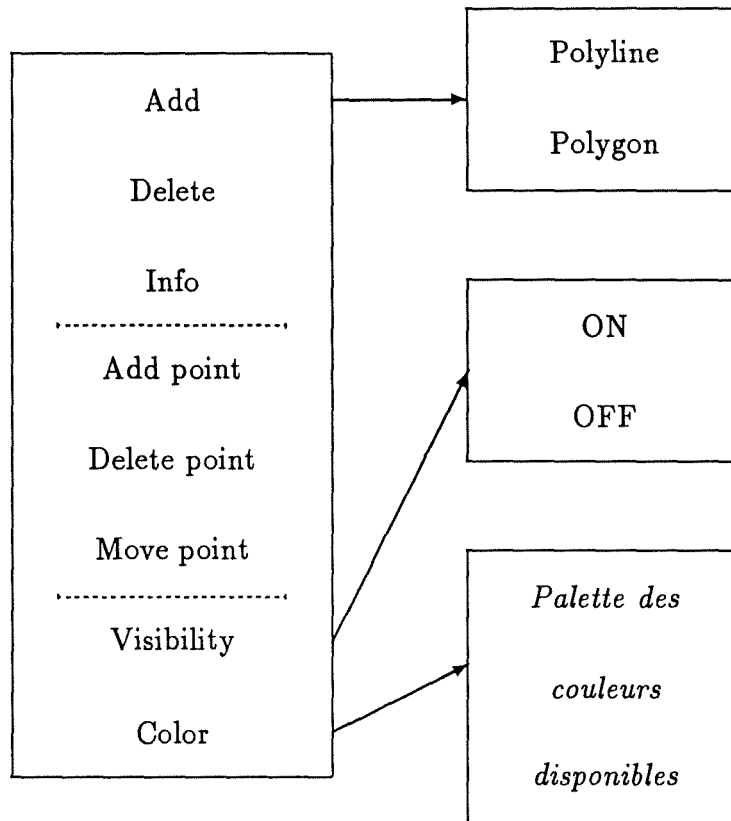 Add
Delete
Info
Add point
Delete point
Move point
Visibility
Color
Polyline
Polygon
ON
OFF
Palette des
couleurs
disponibles